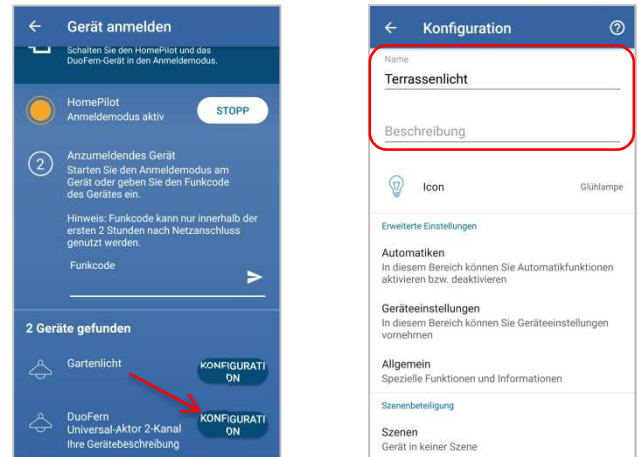 Gerät anmelden
Schalten Sie den HomePilot und das
DuoFern-Gerät in den Anmeldemodus.
HomePilot
Anmeldemodus aktiv
STOPP
2
Anzumeldendes Gerät
Starten Sie den Anmeldemodus am
Gerät oder geben Sie den Funkcode
des Gerätes ein.
Hinweis: Funkcode kann nur innerhalb der
ersten 2 Stunden nach Netzanschluss
genutzt werden.
Funkcode
2 Geräte gefunden
Gartenlicht
KONFIGURATI
ON
DuoFern
Universal-Aktor 2-Kanal
Ihre Gerätebeschreibung
KONFIGURATI
ON
Konfiguration
?
Name
Terrassenlicht
Beschreibung
Icon
Glühlampe
Erweiterte Einstellungen
Automatiken
In diesem Bereich können Sie Automatikfunktionen
aktivieren bzw. deaktivieren
Geräteeinstellungen
In diesem Bereich können Sie Geräteeinstellungen
vornehmen
Allgemein
Spezielle Funktionen und Informationen
Szenenbeteiligung
Szenen
Gerät in keiner Szene